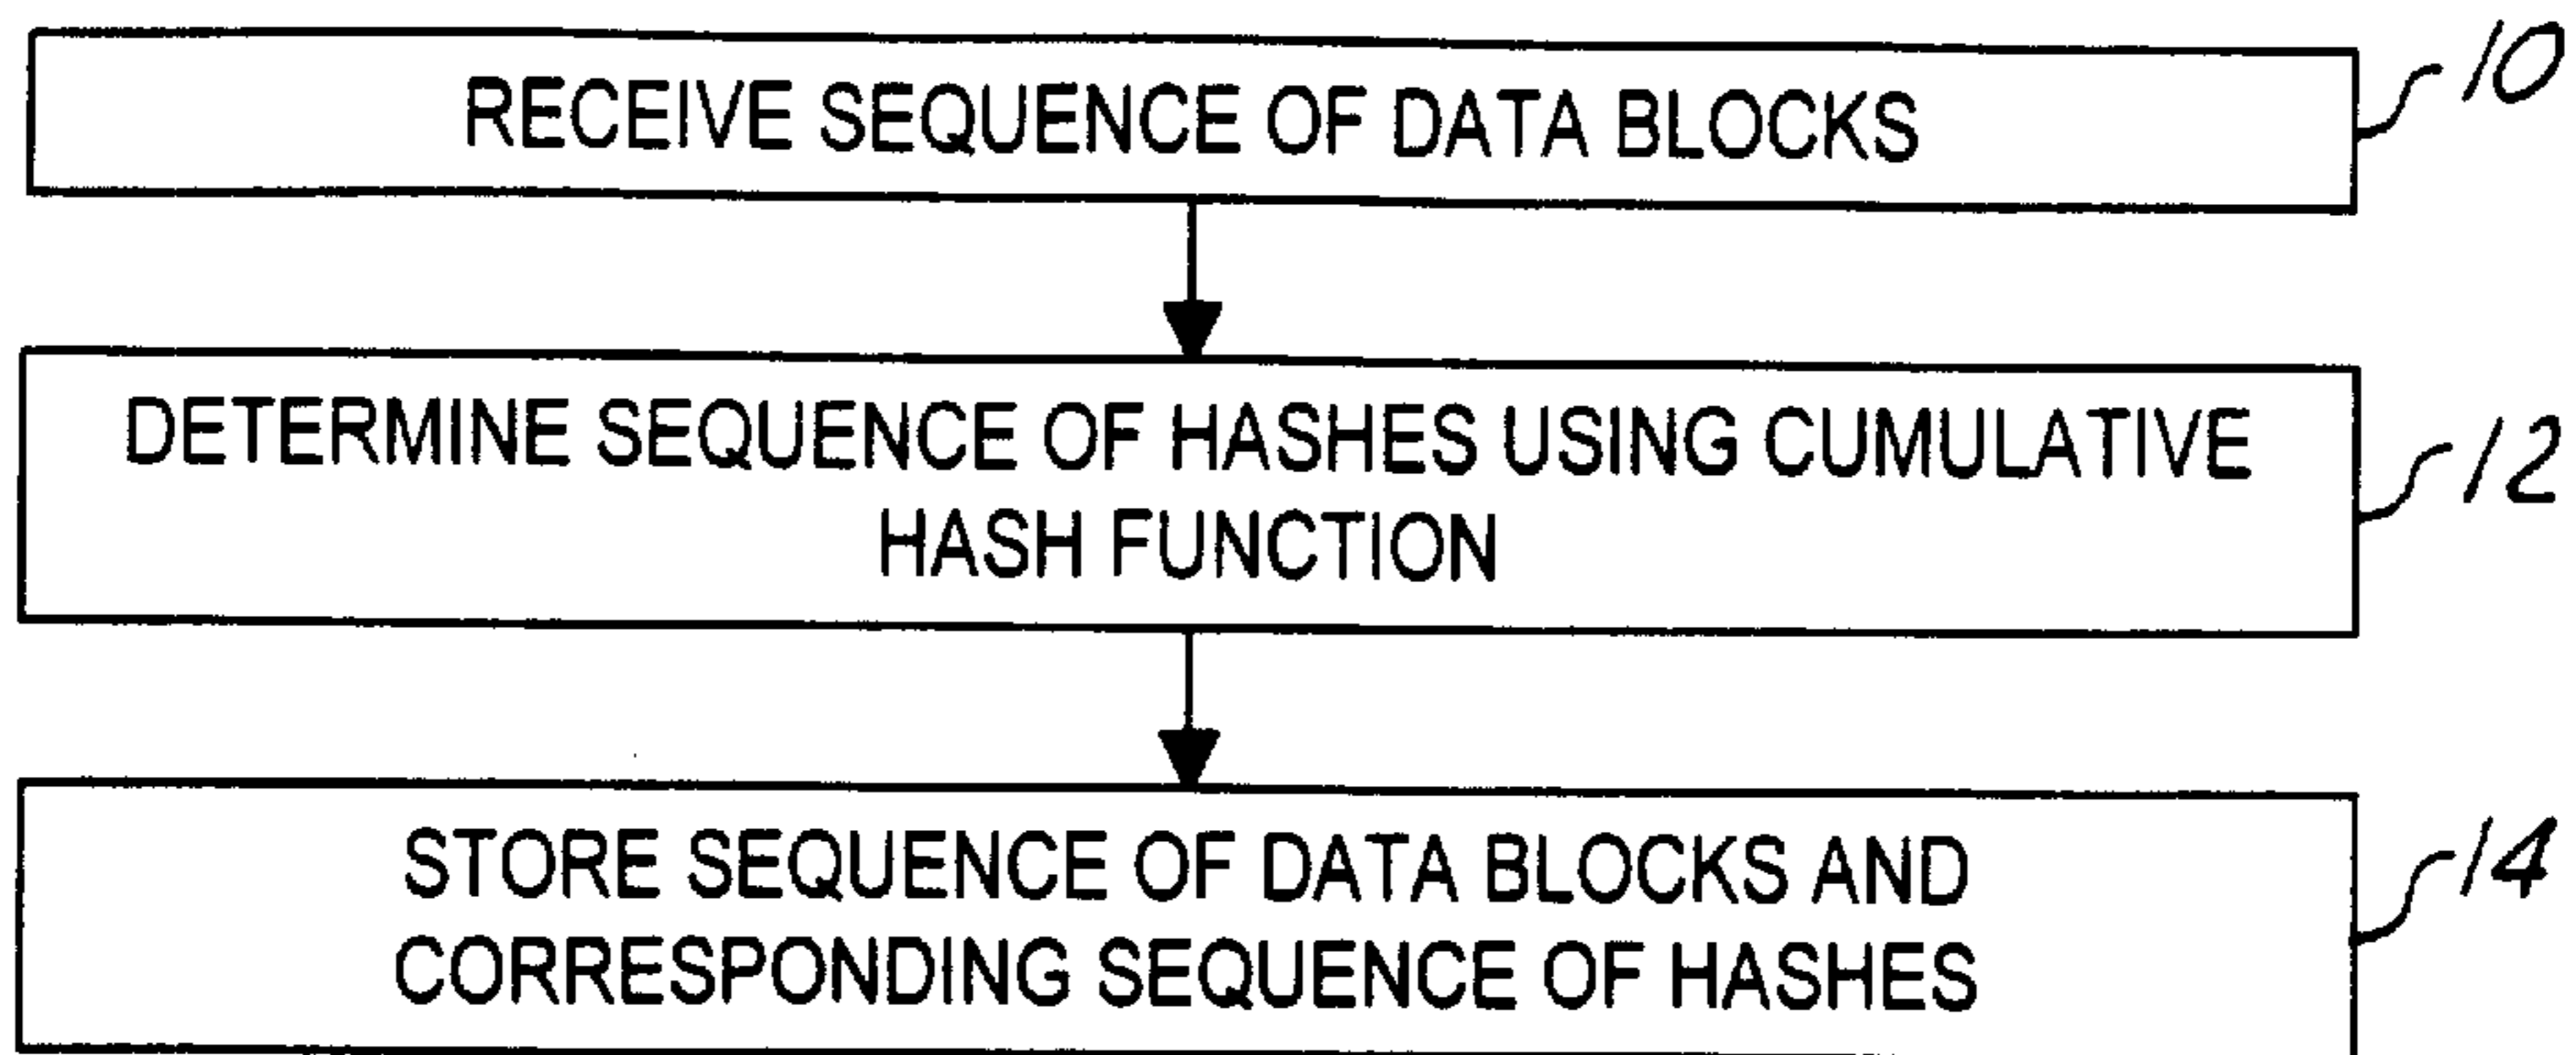 RECEIVE SEQUENCE OF DATA BLOCKS
10
DETERMINE SEQUENCE OF HASHES USING CUMULATIVE
HASH FUNCTION
12
STORE SEQUENCE OF DATA BLOCKS AND
CORRESPONDING SEQUENCE OF HASHES
14